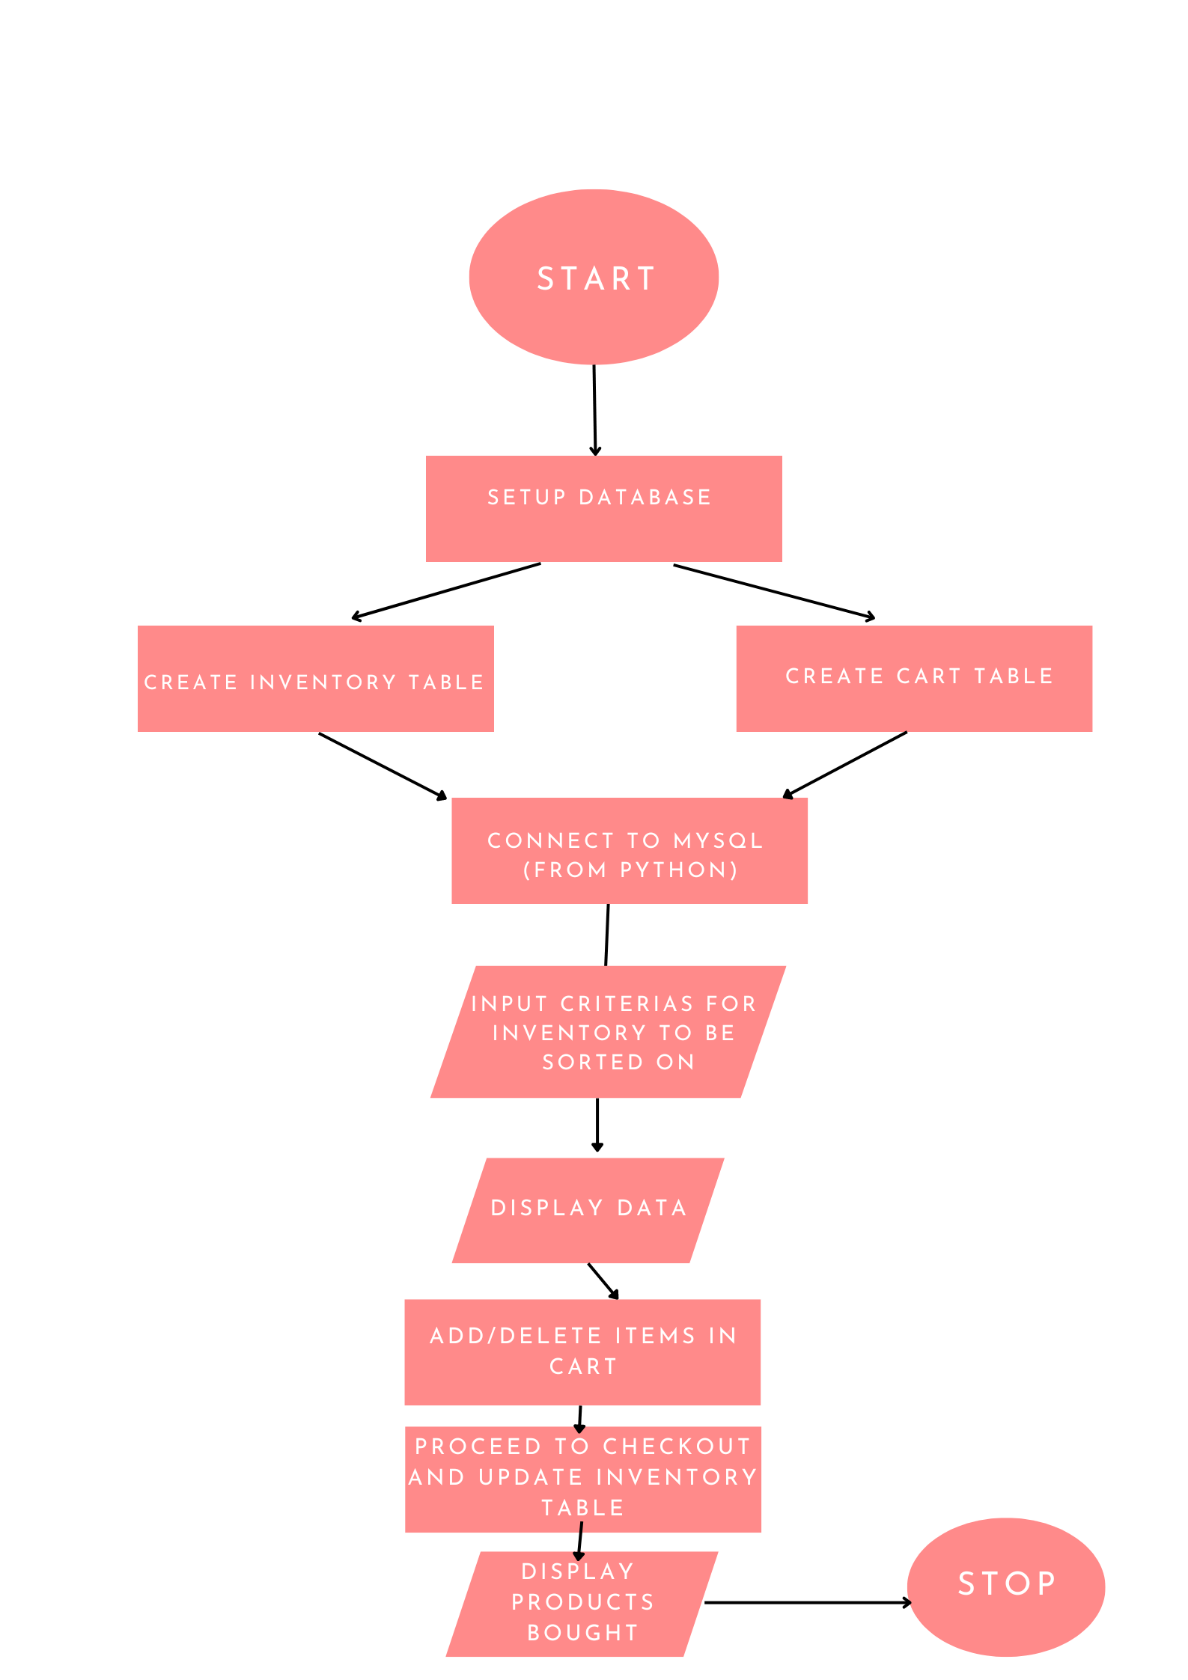 START
SETUP DATABASE
CREATE INVENTORY TABLE
CREATE CART TABLE
CONNECT TO MYSQL
(FROM PYTHON)
INPUT CRITERIAS FOR
INVENTORY TO BE
SORTED ON
DISPLAY DATA
ADD/DELETE ITEMS IN
CART
PROCEED TO CHECKOUT
AND UPDATE INVENTORY
TABLE
DISPLAY
PRODUCTS
BOUGHT
STOP